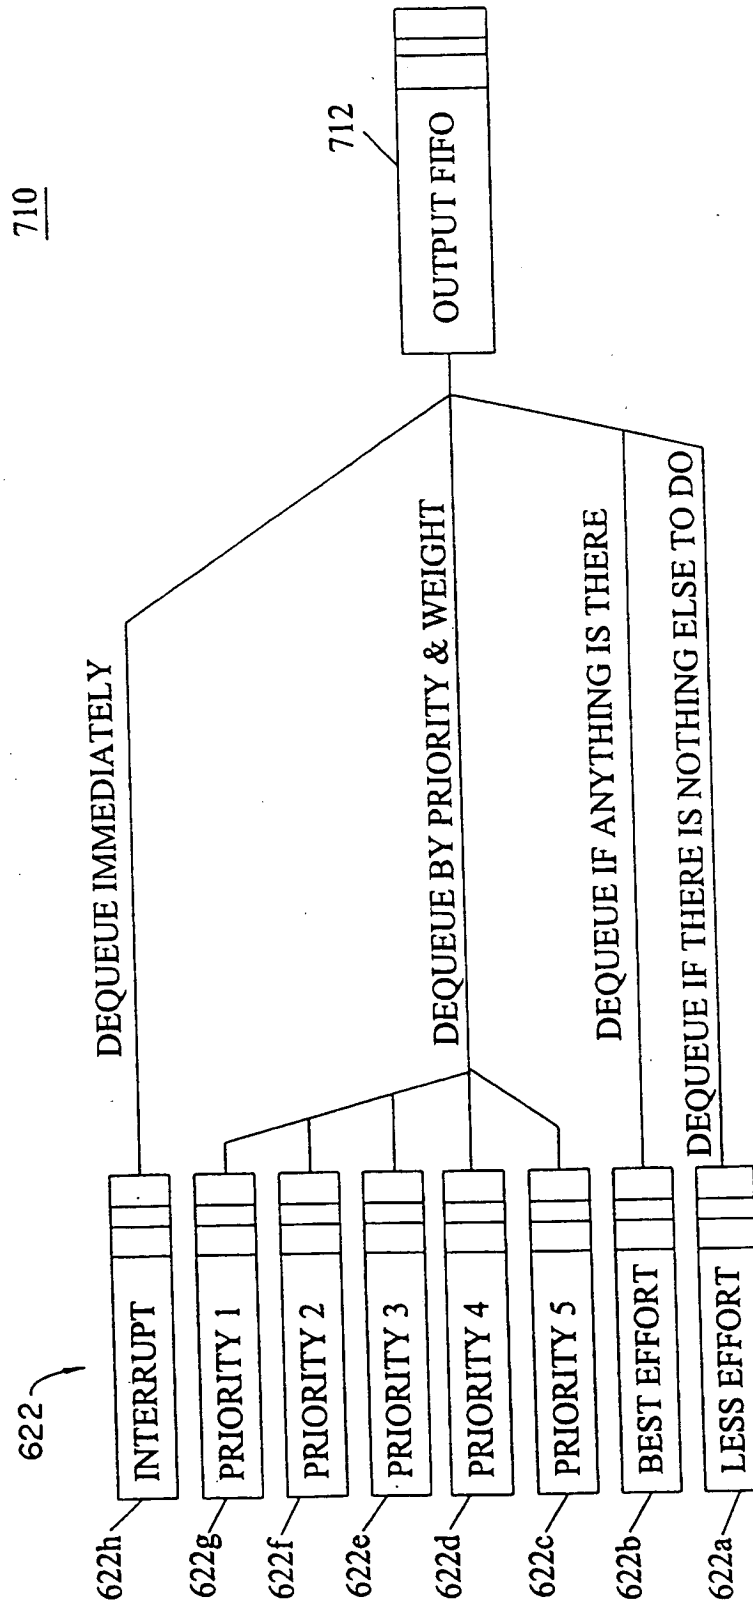 710
622
622h
INTERRUPT
DEQUEUE IMMEDIATELY
622g
PRIORITY 1
622f
PRIORITY 2
622e
PRIORITY 3
622d
PRIORITY 4
622c
PRIORITY 5
DEQUEUE BY PRIORITY & WEIGHT
622b
BEST EFFORT
DEQUEUE IF ANYTHING IS THERE
622a
LESS EFFORT
DEQUEUE IF THERE IS NOTHING ELSE TO DO
712
OUTPUT FIFO